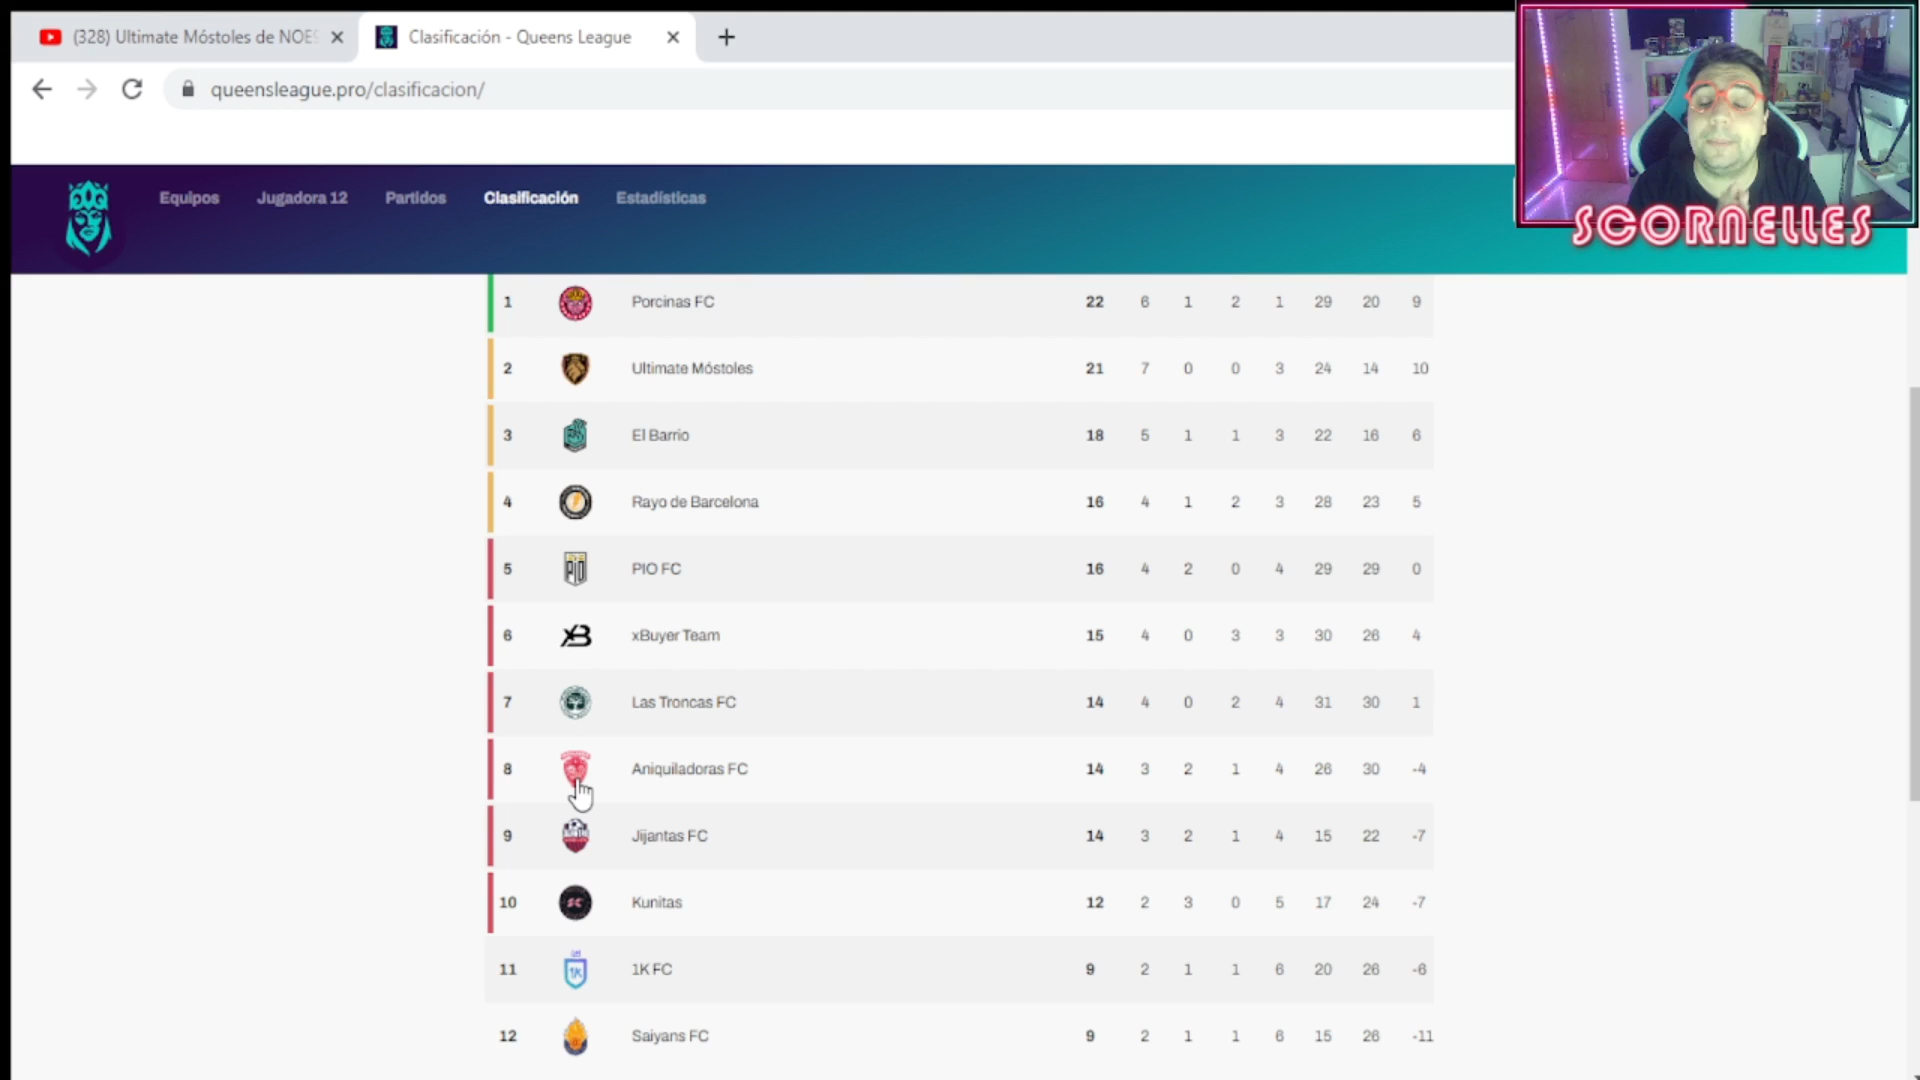 (328) Ultimate Móstoles de NOES
Clasificación - Queens League
queensleague.pro/clasificacion/
SCORNELLES
Equipos Jugadora 12 Partidos Clasificación Estadísticas
1 Porcinas FC 22 6 1 2 1 29 20 9
2 Ultimate Móstoles 21 7 0 0 3 24 14 10
3 El Barrio 18 5 1 1 3 22 16 6
4 Rayo de Barcelona 16 4 1 2 3 28 23 5
5 PIO PIO FC 16 4 2 0 4 29 29 0
6 XB xBuyer Team 15 4 0 3 3 30 26 4
7 Las Troncas FC 14 4 0 2 4 31 30 1
8 Aniquiladoras FC 14 3 2 1 4 26 30 -4
9 Jijantas FC 14 3 2 1 4 15 22 -7
10 Kunitas 12 2 3 0 5 17 24 -7
11 1K 1K FC 9 2 1 1 6 20 26 -6
12 Saiyans FC 9 2 1 1 6 15 26 -11